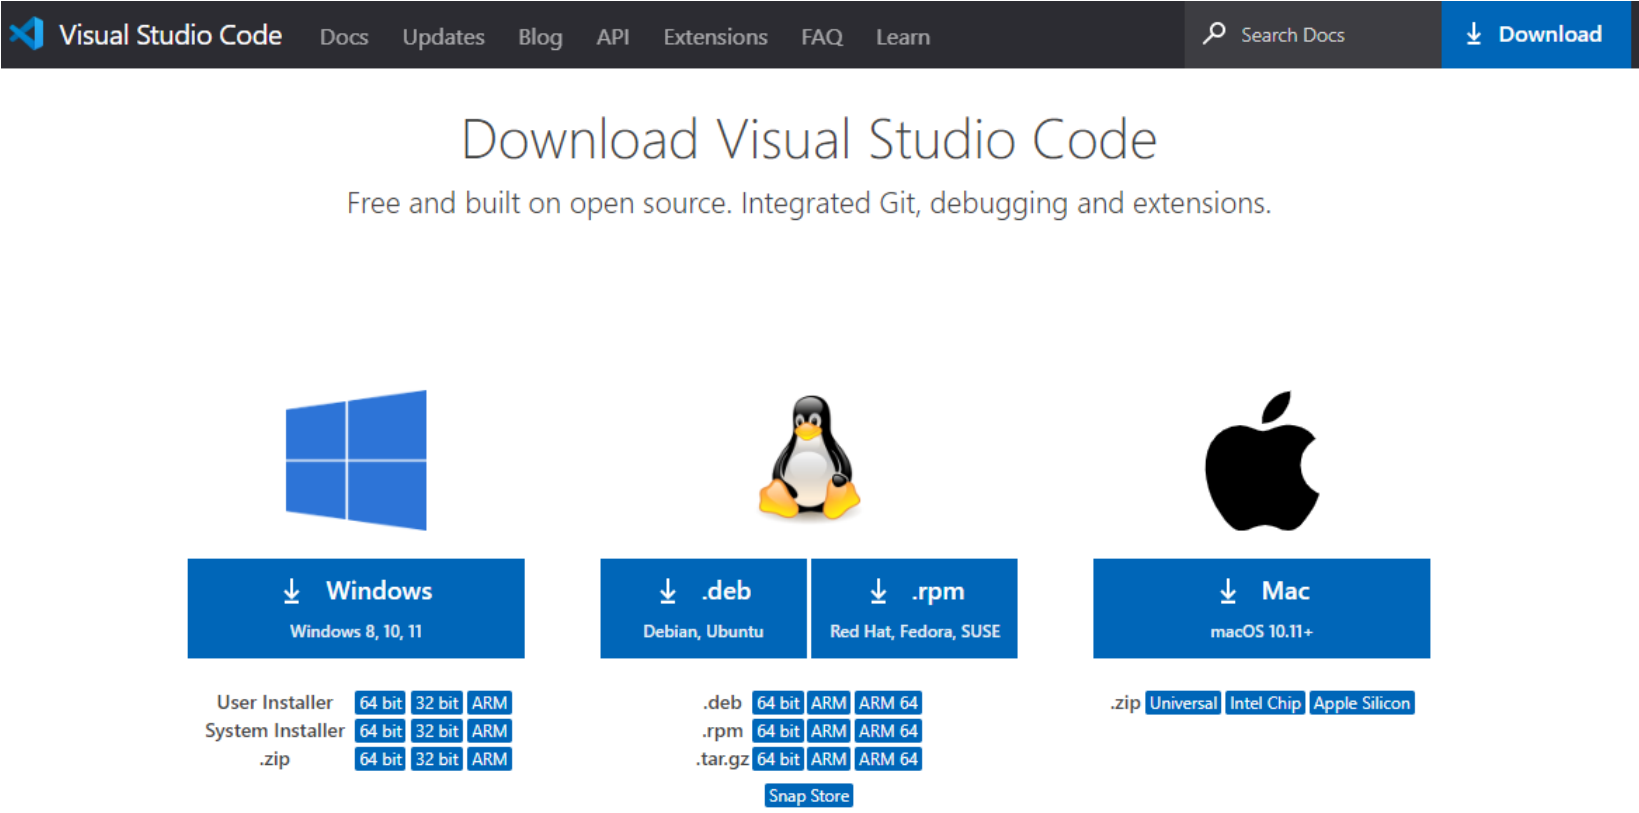 Visual Studio Code Docs Updates Blog API Extensions FAQ Learn Search Docs Download
Download Visual Studio Code
Free and built on open source. Integrated Git, debugging and extensions.
Windows
Windows 8, 10, 11
User Installer 64 bit 32 bit ARM
System Installer 64 bit 32 bit ARM
.zip 64 bit 32 bit ARM
.deb
Debian, Ubuntu
.rpm
Red Hat, Fedora, SUSE
.deb 64 bit ARM ARM 64
.rpm 64 bit ARM ARM 64
.tar.gz 64 bit ARM ARM 64
Snap Store
Mac
macOS 10.11+
.zip Universal Intel Chip Apple Silicon